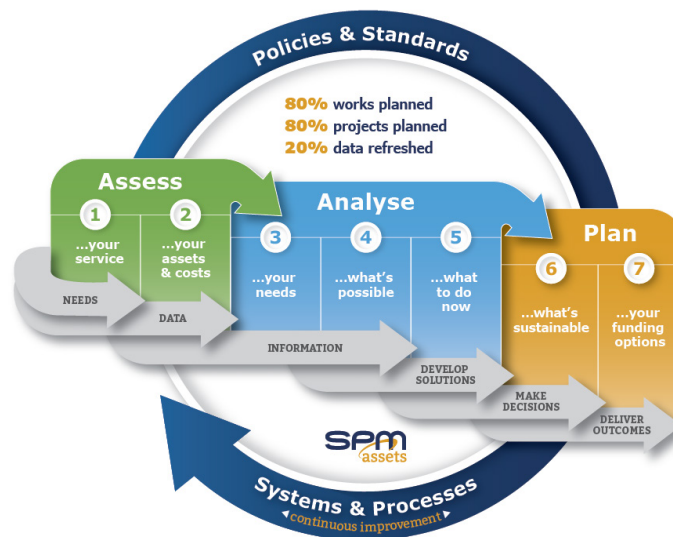 Policies & Standards
80% works planned
80% projects planned
20% data refreshed
Assess
1
...your
service
2
...your
assets
& costs
Analyse
3
...your
needs
4
...what's
possible
5
...what
to do
now
Plan
6
...what's
sustainable
7
...your
funding
options
NEEDS
DATA
INFORMATION
DEVELOP
SOLUTIONS
MAKE
DECISIONS
DELIVER
OUTCOMES
SPM
assets
Systems & Processes
continuous improvement